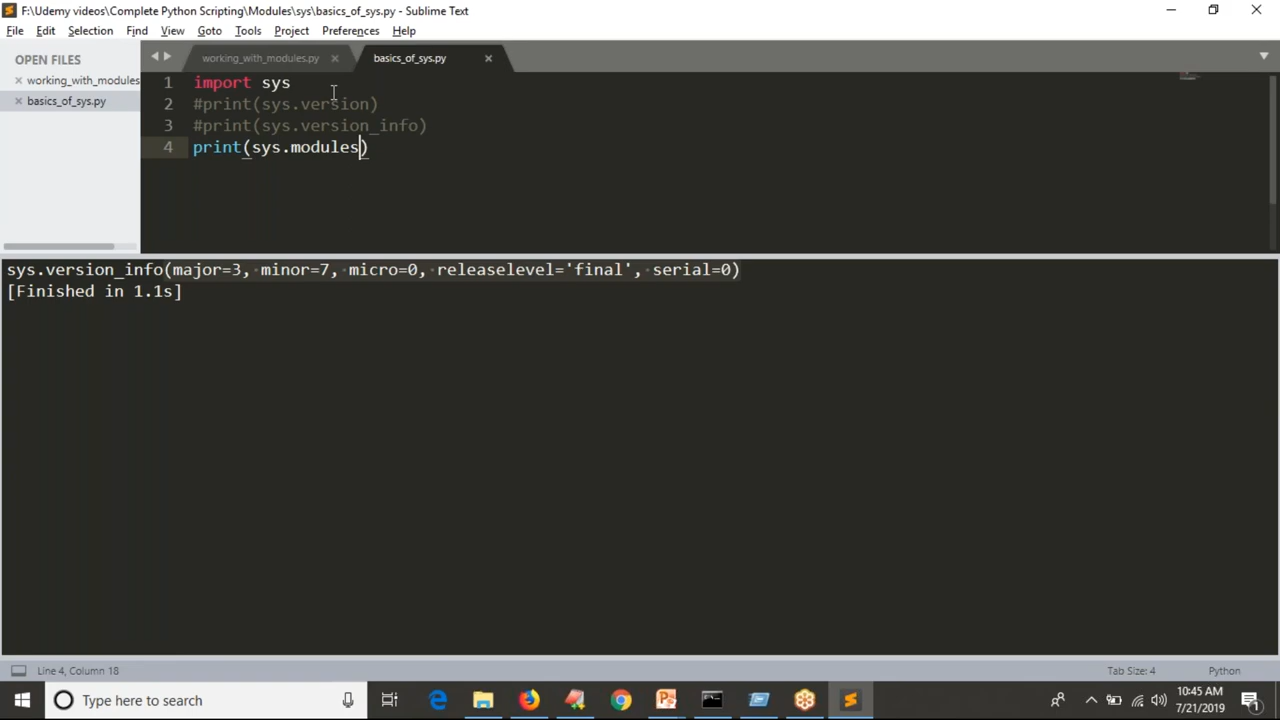 F:\Udemy videos\Complete Python Scripting\Modules\sys\basics_of_sys.py - Sublime Text
File Edit Selection Find View Goto Tools Project Preferences Help
OPEN FILES
working_with_modules
basics_of_sys.py
working_with_modules.py
basics_of_sys.py
1 import sys
2 #print(sys.version)
3 #print(sys.version_info)
4 print(sys.modules)
sys.version_info(major=3, minor=7, micro=0, releaselevel='final', serial=0)
[Finished in 1.1s]
Line 4, Column 18
Tab Size: 4
Python
Type here to search
10:45 AM
7/21/2019
1